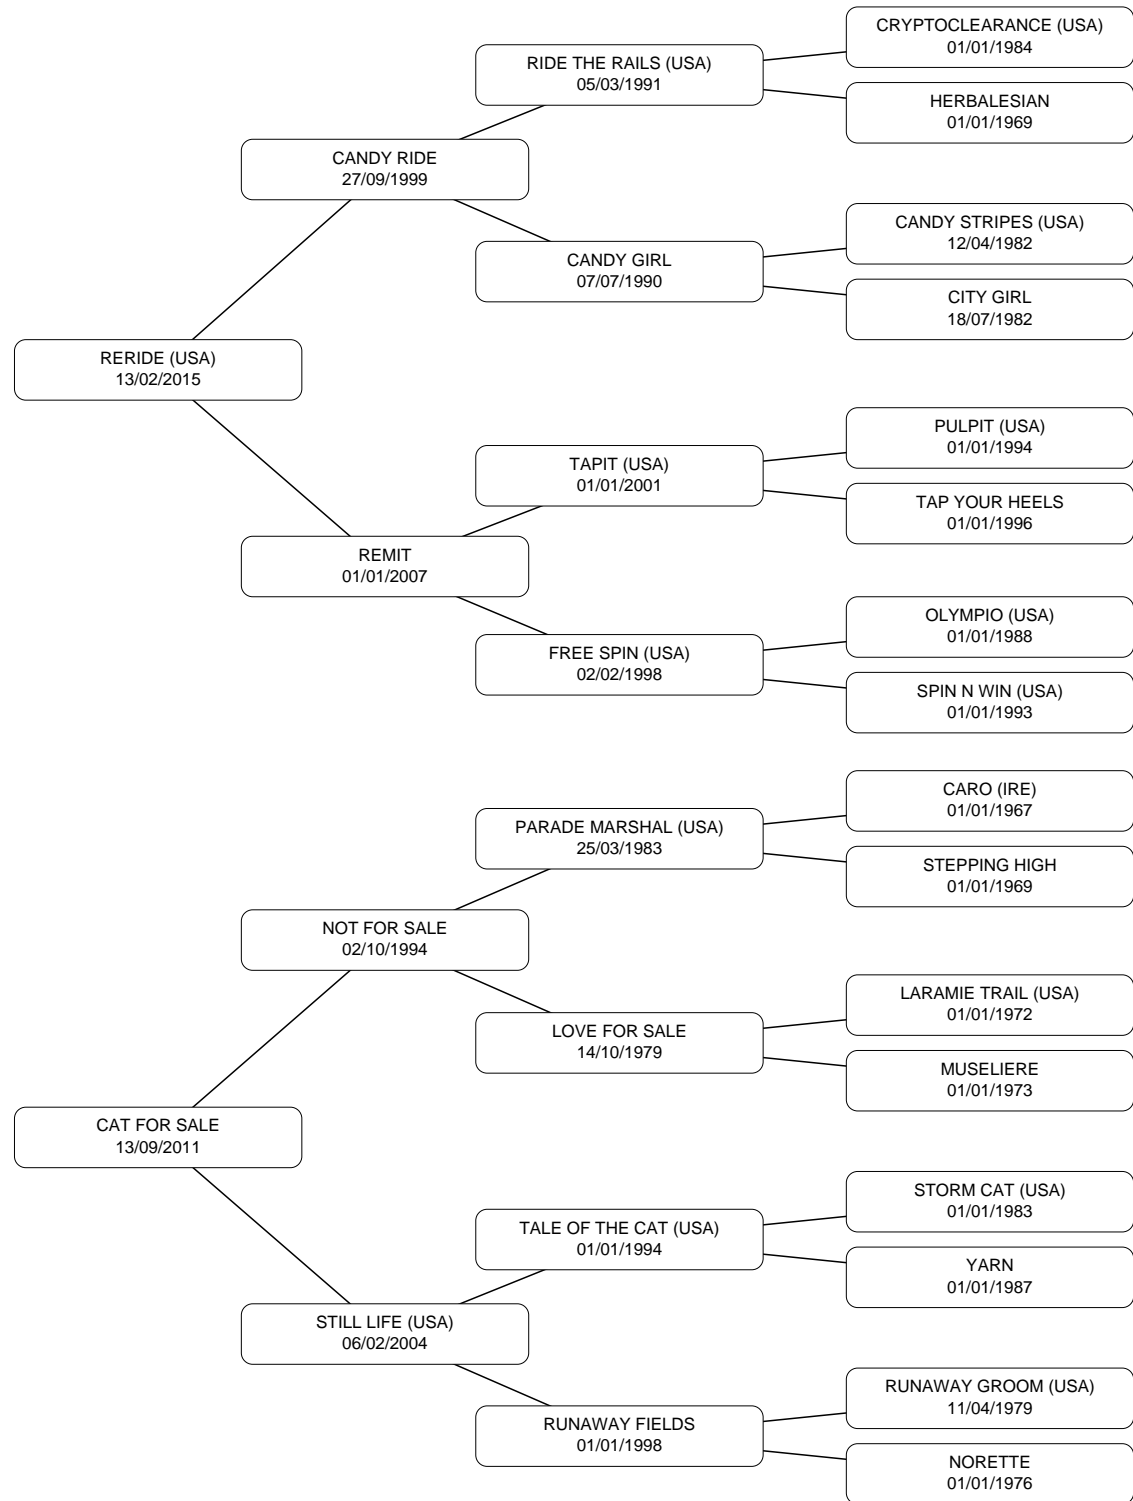 CRYPTOCLEARANCE (USA)
01/01/1984
RIDE THE RAILS (USA)
05/03/1991
HERBALESIAN
01/01/1969
CANDY RIDE
27/09/1999
CANDY STRIPES (USA)
12/04/1982
CANDY GIRL
07/07/1990
CITY GIRL
18/07/1982
RERIDE (USA)
13/02/2015
PULPIT (USA)
01/01/1994
TAPIT (USA)
01/01/2001
TAP YOUR HEELS
01/01/1996
REMIT
01/01/2007
OLYMPIO (USA)
01/01/1988
FREE SPIN (USA)
02/02/1998
SPIN N WIN (USA)
01/01/1993
CARO (IRE)
01/01/1967
PARADE MARSHAL (USA)
25/03/1983
STEPPING HIGH
01/01/1969
NOT FOR SALE
02/10/1994
LARAMIE TRAIL (USA)
01/01/1972
LOVE FOR SALE
14/10/1979
MUSELIERE
01/01/1973
CAT FOR SALE
13/09/2011
STORM CAT (USA)
01/01/1983
TALE OF THE CAT (USA)
01/01/1994
YARN
01/01/1987
STILL LIFE (USA)
06/02/2004
RUNAWAY GROOM (USA)
11/04/1979
RUNAWAY FIELDS
01/01/1998
NORETTE
01/01/1976